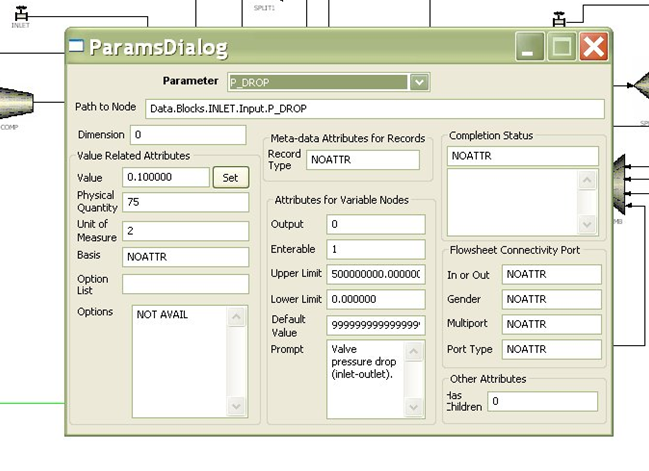 INLET
SPLIT1
ParamsDialog
Parameter P_DROP
Path to Node Data.Blocks.INLET.Input.P_DROP
Dimension 0
Value Related Attributes
Value 0.100000 Set
Physical
Quantity 75
Unit of
Measure 2
Basis NOATTR
Option
List
Options NOT AVAIL
Meta-data Attributes for Records
Record
Type NOATTR
Attributes for Variable Nodes
Output 0
Enterable 1
Upper Limit 500000000.00000(
Lower Limit 0.000000
Default
Value 9999999999999999
Prompt Valve
pressure drop
(inlet-outlet).
Completion Status
NOATTR
Flowsheet Connectivity Port
In or Out NOATTR
Gender NOATTR
Multiport NOATTR
Port Type NOATTR
Other Attributes
Has
Children 0
COMP
MB